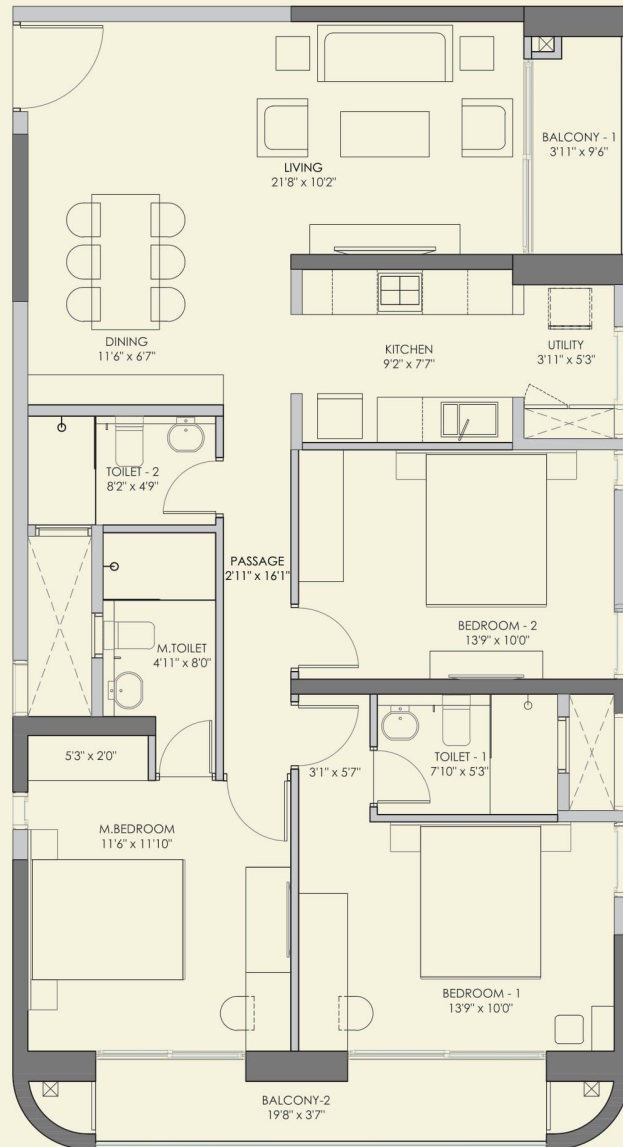 BALCONY - 1
3'11" x 9'6"
LIVING
21'8" x 10'2"
DINING
11'6" x 6'7"
KITCHEN
9'2" x 7'7"
UTILITY
3'11" x 5'3"
TOILET - 2
8'2" x 4'9"
PASSAGE
2'11" x 16'1"
BEDROOM - 2
13'9" x 10'0"
M.TOILET
4'11" x 8'0"
5'3" x 2'0"
3'1" x 5'7"
TOILET - 1
7'10" x 5'3"
M.BEDROOM
11'6" x 11'10"
BEDROOM - 1
13'9" x 10'0"
BALCONY-2
19'8" x 3'7"